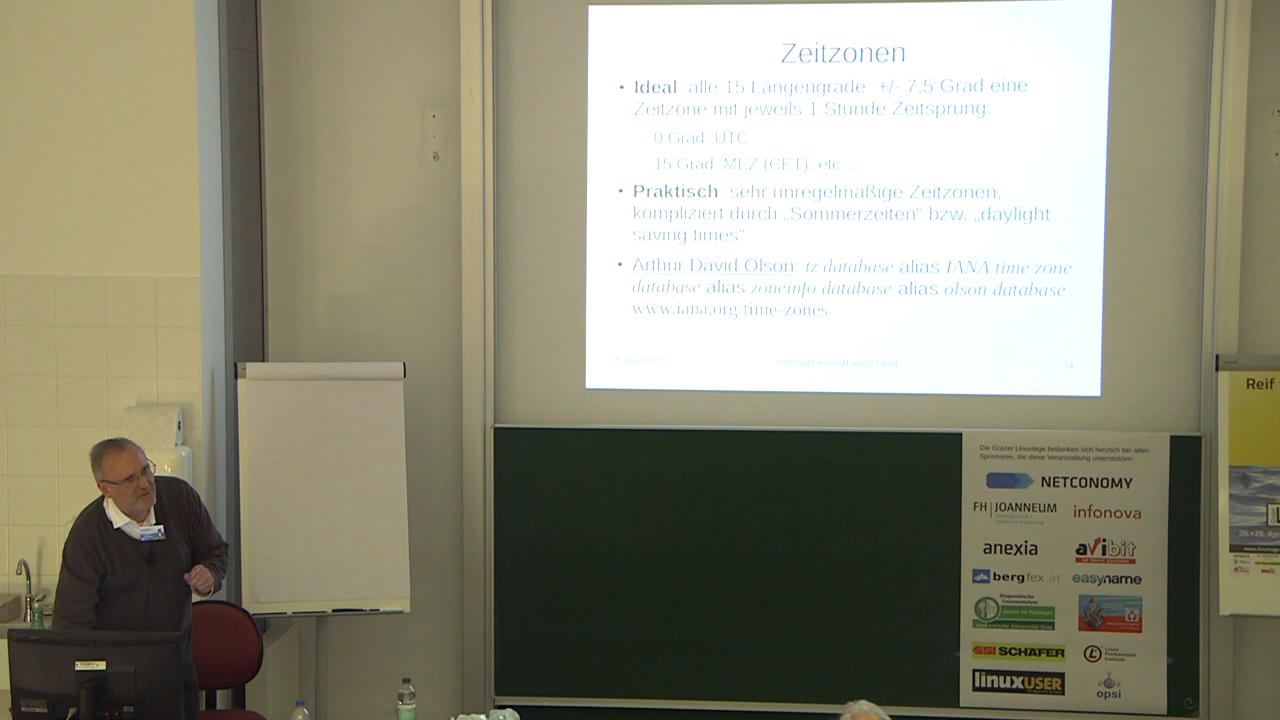 Zeitzonen
• Ideal: alle 15 Längengrade +/- 7,5 Grad eine
Zeitzone mit jeweils 1 Stunde Zeitsprung:
0 Grad: UTC
15 Grad: MEZ (CET), etc ...
• Praktisch: sehr unregelmäßige Zeitzonen,
kompliziert durch „Sommerzeiten“ bzw. „daylight
saving times“
• Arthur David Olson: tz database alias IANA time zone
database alias zoneinfo database alias olson database
www.iana.org/time-zones
14
Die Grazer Linuxtage bedanken sich herzlich bei allen
Sponsoren, die diese Veranstaltung unterstützen:
NETCONOMY
FH JOANNEUM
infonova
anexia
avibit
bergfex.at
easyname
SSI SCHÄFER
Linux
Professional
Institute
linuxUSER
opsi
Reif